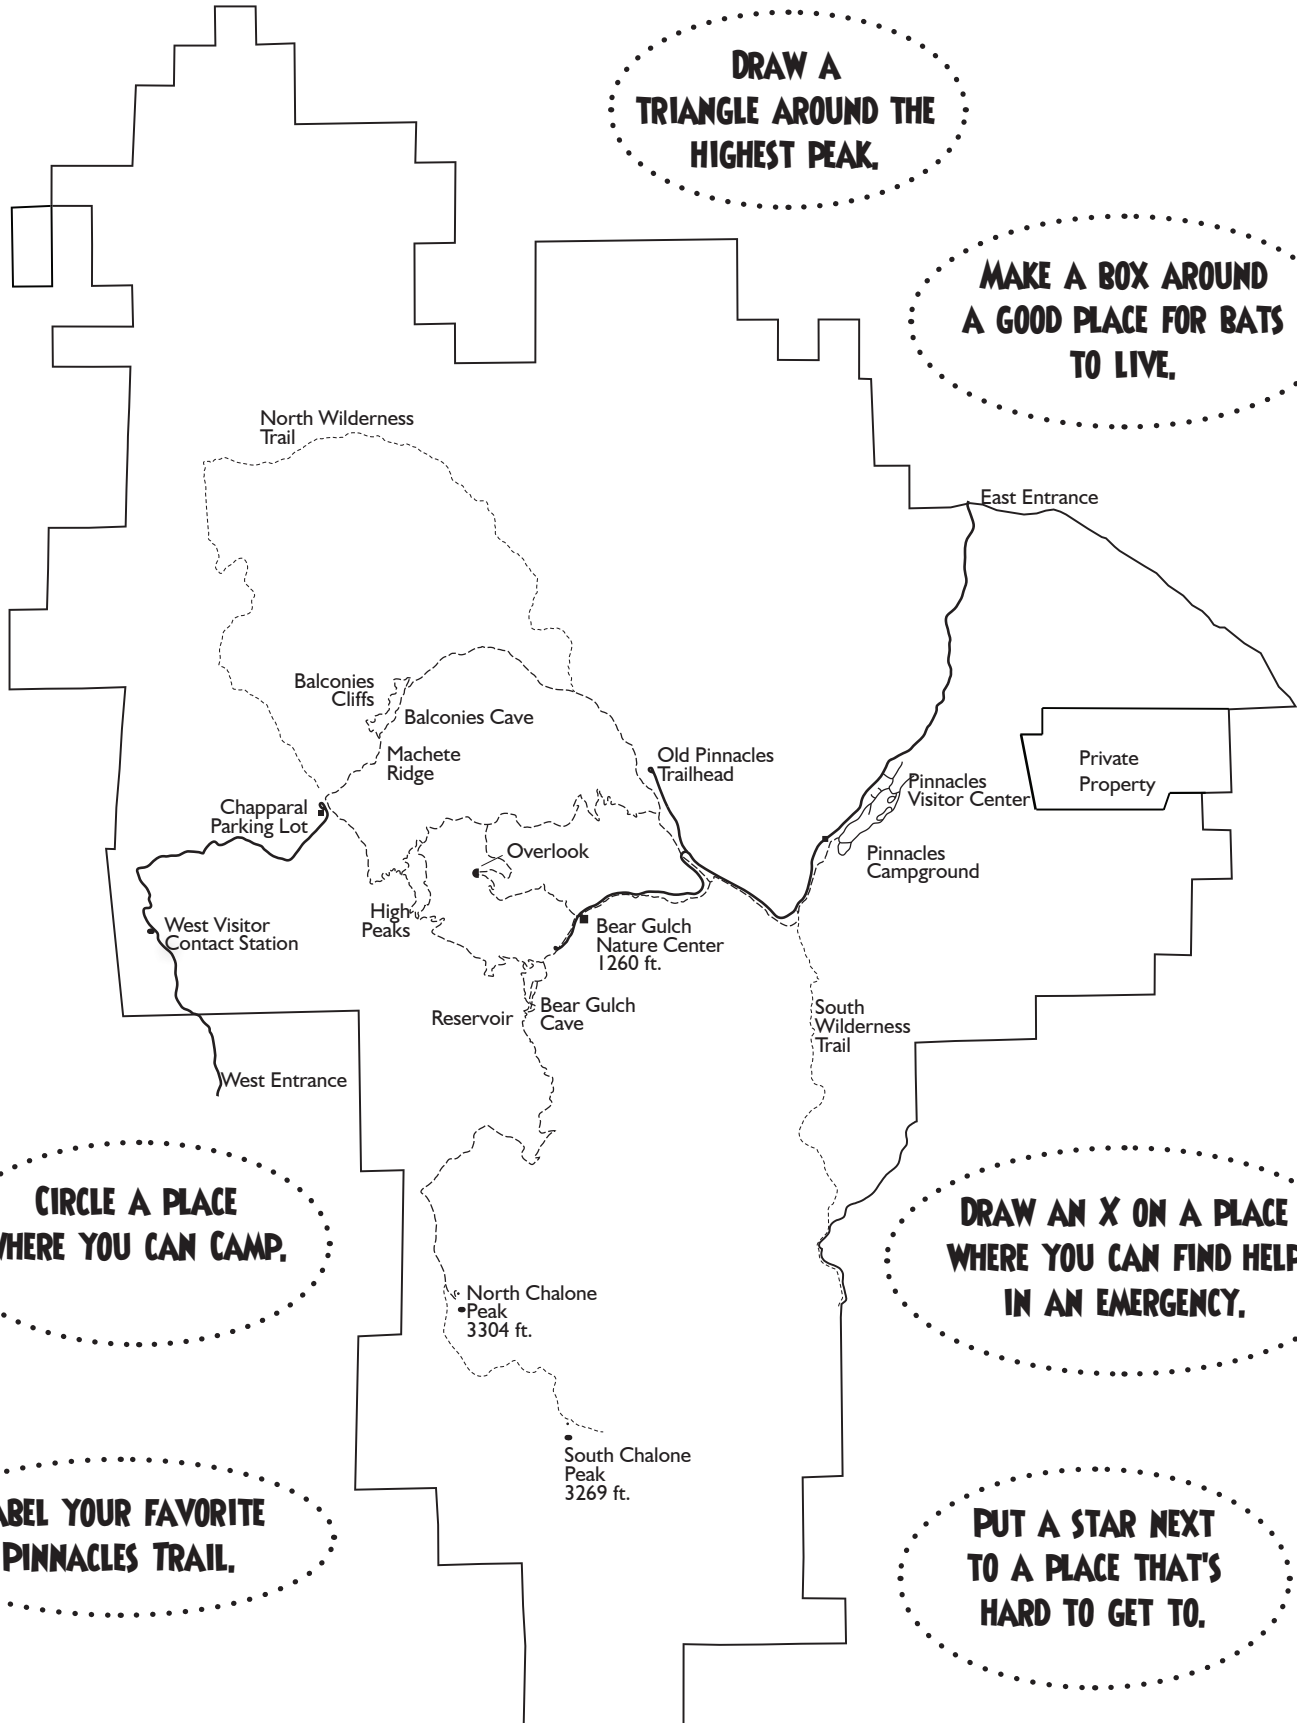 DRAW A
TRIANGLE AROUND THE
HIGHEST PEAK.
MAKE A BOX AROUND
A GOOD PLACE FOR BATS
TO LIVE.
North Wilderness
Trail
East Entrance
Balconies
Cliffs
Balconies Cave
Machete
Ridge
Old Pinnacles
Trailhead
Private
Property
Pinnacles
Visitor Center
Chapparal
Parking Lot
Overlook
Pinnacles
Campground
High
Peaks
West Visitor
Contact Station
Bear Gulch
Nature Center
1260 ft.
Reservoir
Bear Gulch
Cave
South
Wilderness
Trail
West Entrance
CIRCLE A PLACE
WHERE YOU CAN CAMP.
DRAW AN X ON A PLACE
WHERE YOU CAN FIND HELP
IN AN EMERGENCY.
North Chalone
Peak
3304 ft.
South Chalone
Peak
3269 ft.
ABEL YOUR FAVORITE
PINNACLES TRAIL.
PUT A STAR NEXT
TO A PLACE THAT'S
HARD TO GET TO.